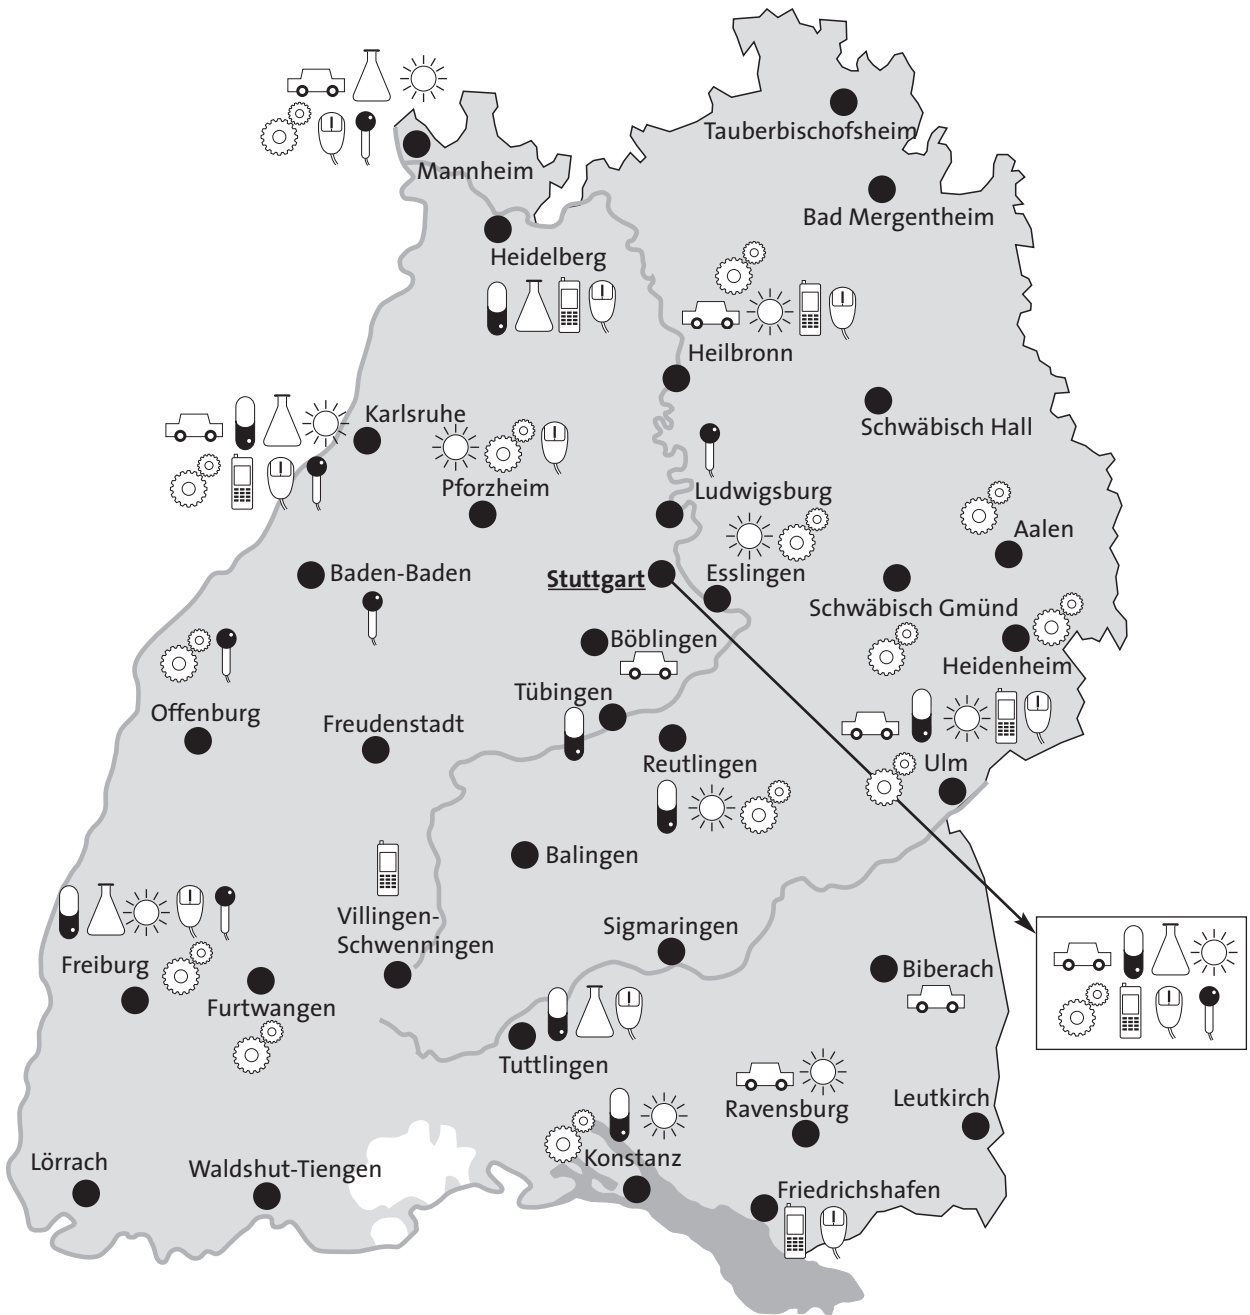 Tauberbischofsheim
Mannheim
Bad Mergentheim
Heidelberg
Heilbronn
Karlsruhe
Schwäbisch Hall
Pforzheim
Ludwigsburg
Aalen
Baden-Baden
Stuttgart
Esslingen
Schwäbisch Gmünd
Böblingen
Heidenheim
Tübingen
Offenburg
Freudenstadt
Reutlingen
Ulm
Balingen
Villingen-
Schwenningen
Sigmaringen
Freiburg
Biberach
Furtwangen
Tuttlingen
Leutkirch
Ravensburg
Konstanz
Lörrach
Waldshut-Tiengen
Friedrichshafen